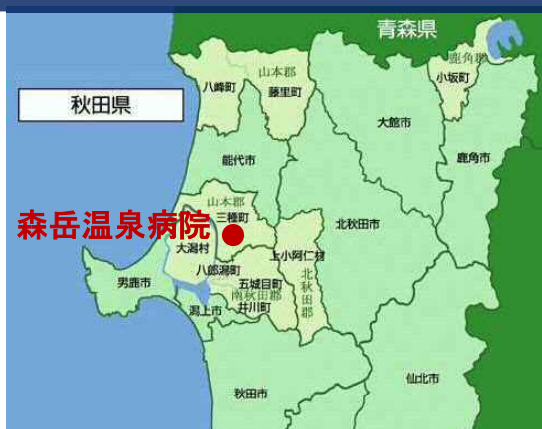 青森県
秋田県
八峰町
山本郡
藤里町
鹿角郡
小坂町
大館市
能代市
鹿角市
山本郡
三種町
森岳温泉病院
大潟村
北秋田市
上小阿仁村
八郎潟町
男鹿市
五城目町
南秋田郡
井川町
北秋田郡
潟上市
仙北市
秋田市